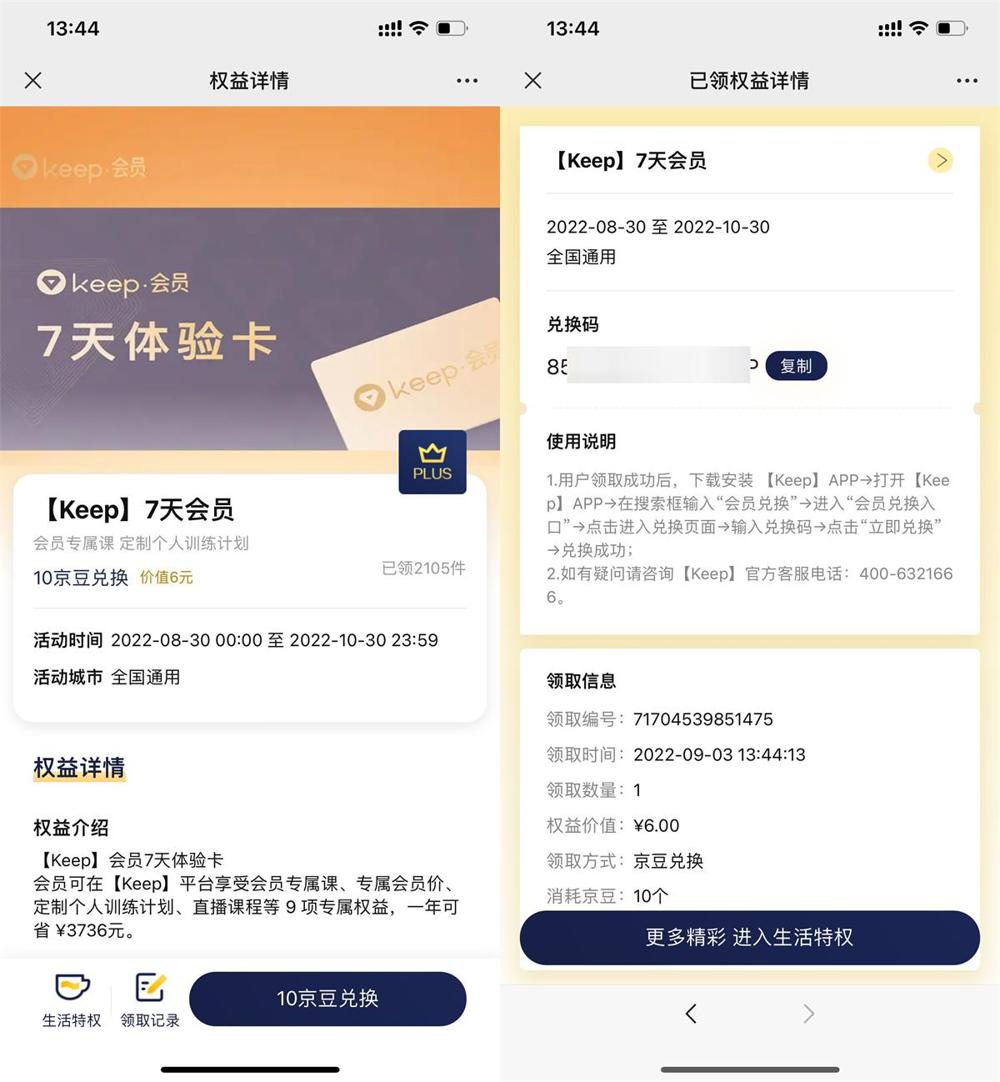 13:44
权益详情
keep·会员
keep·会员
7天体验卡
keep·会员
PLUS
【Keep】7天会员
会员专属课 定制个人训练计划
10京豆兑换 价值6元
已领2105件
活动时间 2022-08-30 00:00 至 2022-10-30 23:59
活动城市 全国通用
权益详情
权益介绍
【Keep】会员7天体验卡
会员可在【Keep】平台享受会员专属课、专属会员价、
定制个人训练计划、直播课程等 9 项专属权益，一年可
省 ¥3736元。
生活特权
领取记录
10京豆兑换
13:44
已领权益详情
【Keep】7天会员
2022-08-30 至 2022-10-30
全国通用
兑换码
85
P
复制
使用说明
1.用户领取成功后，下载安装 【Keep】APP→打开【Kee
p】APP→在搜索框输入“会员兑换”→进入“会员兑换入
口”→点击进入兑换页面→输入兑换码→点击“立即兑换”
→兑换成功；
2.如有疑问请咨询【Keep】官方客服电话：400-632166
6。
领取信息
领取编号：71704539851475
领取时间：2022-09-03 13:44:13
领取数量：1
权益价值：¥6.00
领取方式：京豆兑换
消耗京豆：10个
更多精彩 进入生活特权